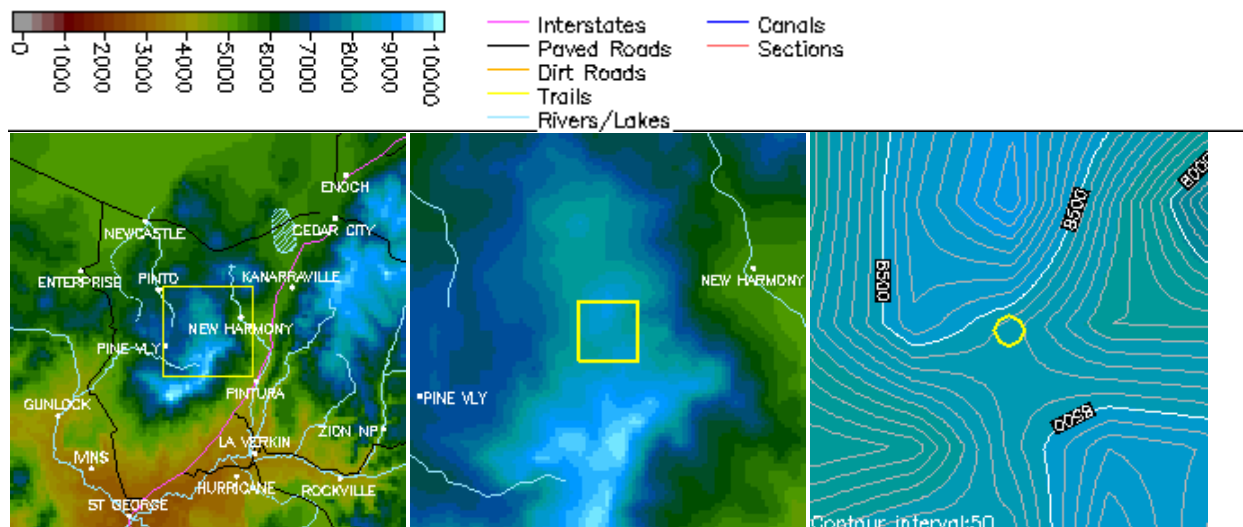 0 1000 2000 3000 4000 5000 6000 7000 8000 9000 10000
Interstates
Paved Roads
Dirt Roads
Trails
Rivers/Lakes
Canals
Sections
ENOCH
NEWCASTLE
CEDAR CITY
ENTERPRISE
PINTO
KANARRAVILLE
NEW HARMONY
PINE VLY
PINTURA
GUNLOCK
ZION NP
LA VERKIN
IVINS
HURRICANE
ROCKVILLE
ST GEORGE
NEW HARMONY
PINE VLY
8000
8500
8500
8500
Contour interval:50